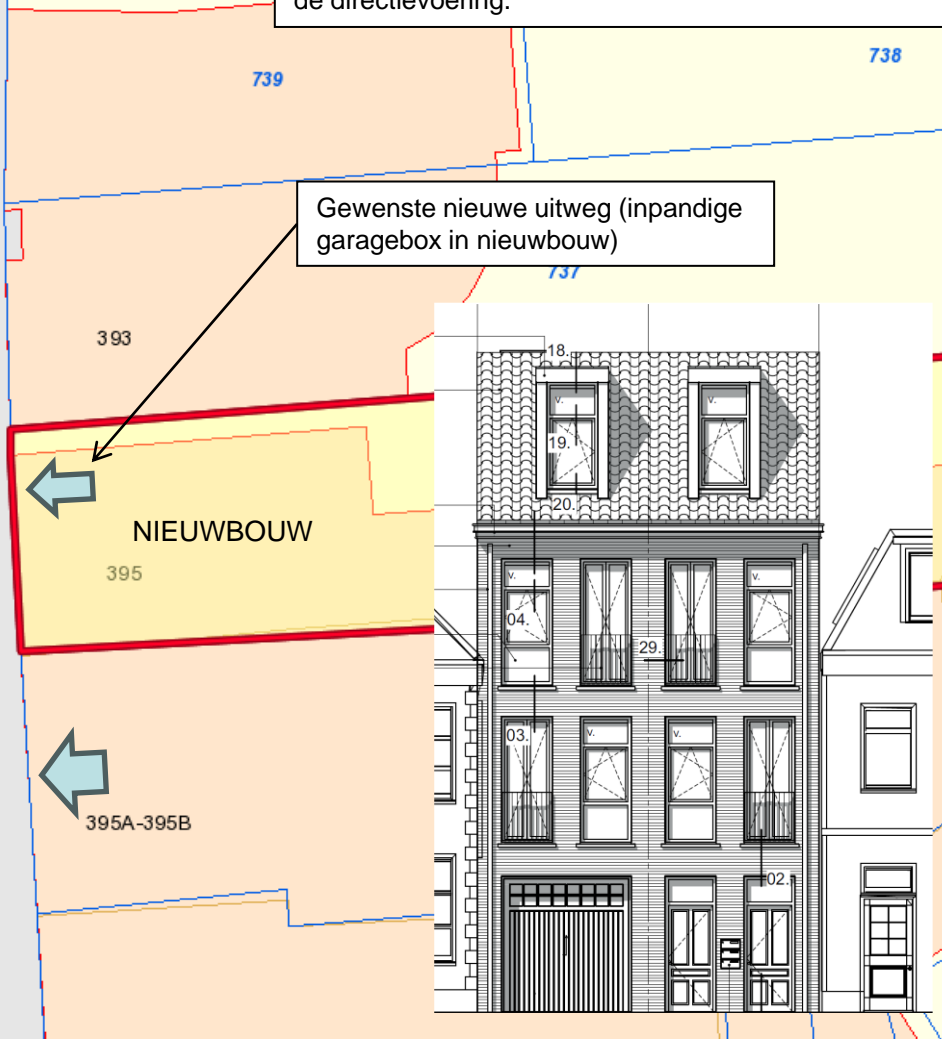 de directievoering.
738
739
Gewenste nieuwe uitweg (inpandige
garagebox in nieuwbouw)
737
393
18.
v.
v.
19.
20.
NIEUWBOUW
395
v.
v.
04.
29.
03.
v.
v.
395A-395B
02.